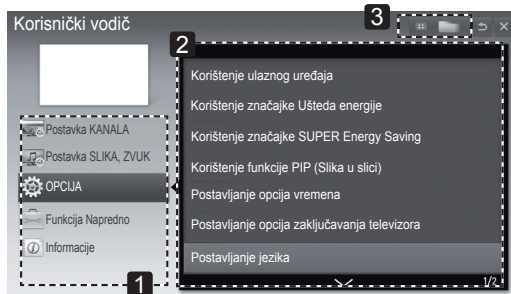 Korisnički vodič
3
2
Korištenje ulaznog uređaja
Korištenje značajke Ušteda energije
Korištenje značajke SUPER Energy Saving
Korištenje funkcije PIP (Slika u slici)
Postavljanje opcija vremena
Postavljanje opcija zaključavanja televizora
Postavljanje jezika
1/2
Postavka KANALA
Postavka SLIKA, ZVUK
OPCIJA
Funkcija Napredno
Informacije
1